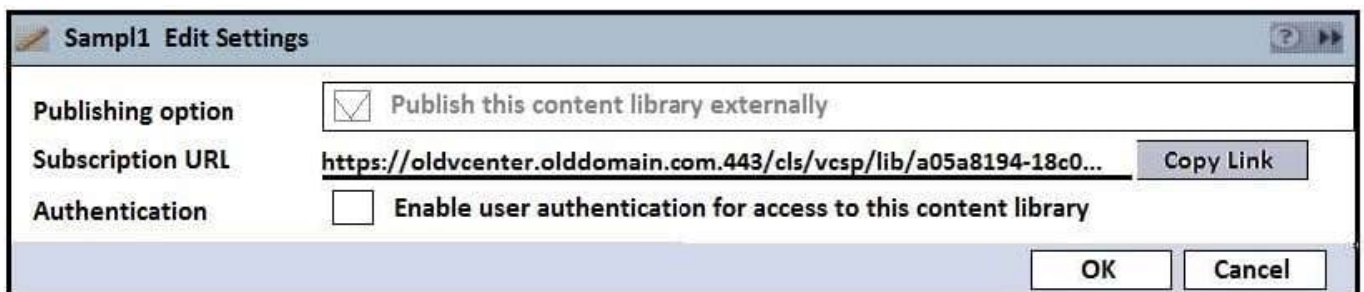 Sampl1 Edit Settings ?
Publishing option Publish this content library externally
Subscription URL https://oldvcenter.olddomain.com.443/cls/vcsp/lib/a05a8194-18c0... Copy Link
Authentication Enable user authentication for access to this content library
OK Cancel